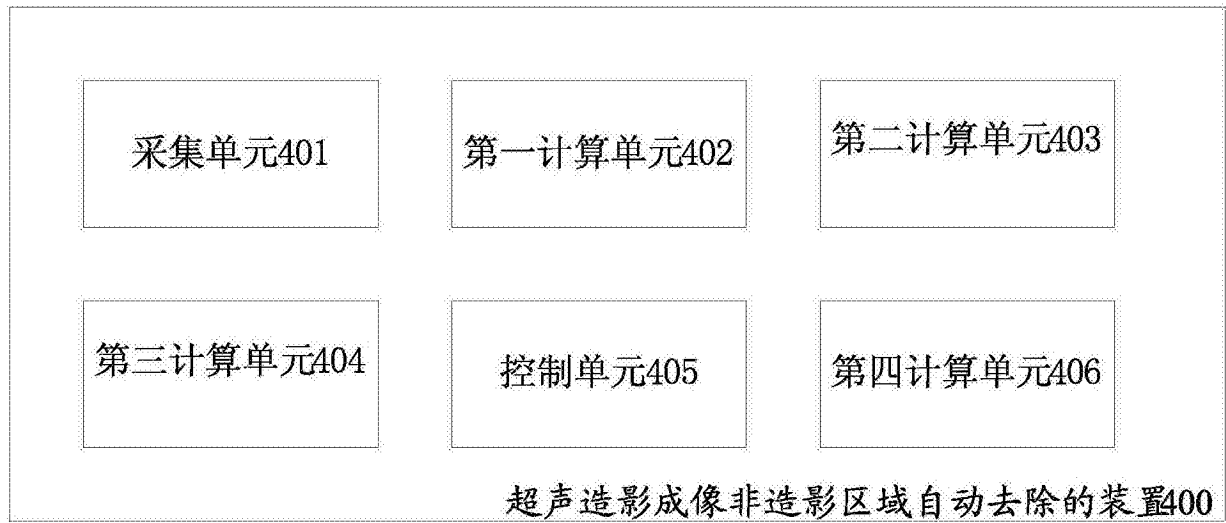 采集单元401
第一计算单元402
第二计算单元403
第三计算单元404
控制单元405
第四计算单元406
超声造影成像非造影区域自动去除的装置400